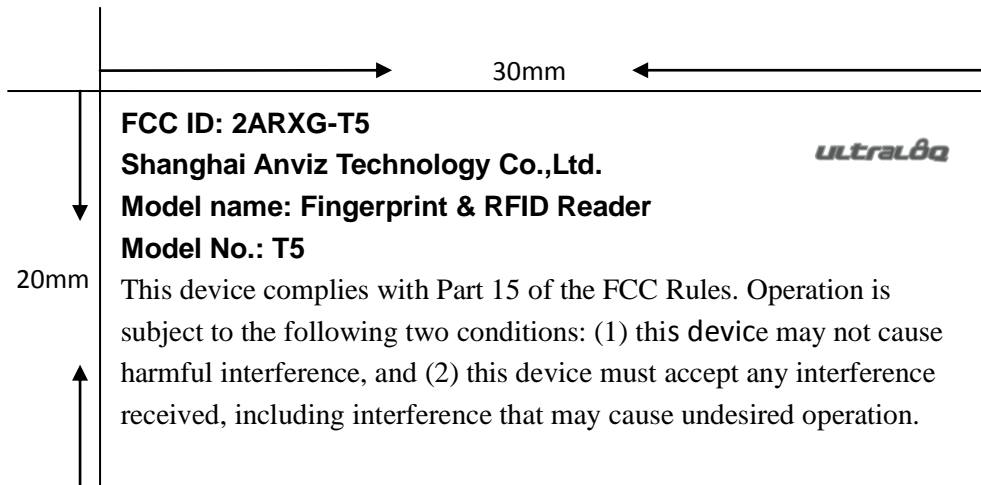 30mm
FCC ID: 2ARXG-T5
ULtraLoq
Shanghai Anviz Technology Co.,Ltd.
Model name: Fingerprint & RFID Reader
Model No.: T5
20mm
This device complies with Part 15 of the FCC Rules. Operation is
subject to the following two conditions: (1) this device may not cause
harmful interference, and (2) this device must accept any interference
received, including interference that may cause undesired operation.